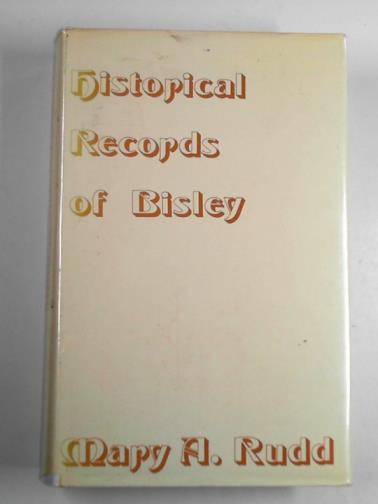 Historical
Records
of Bisley
Mary A. Rudd